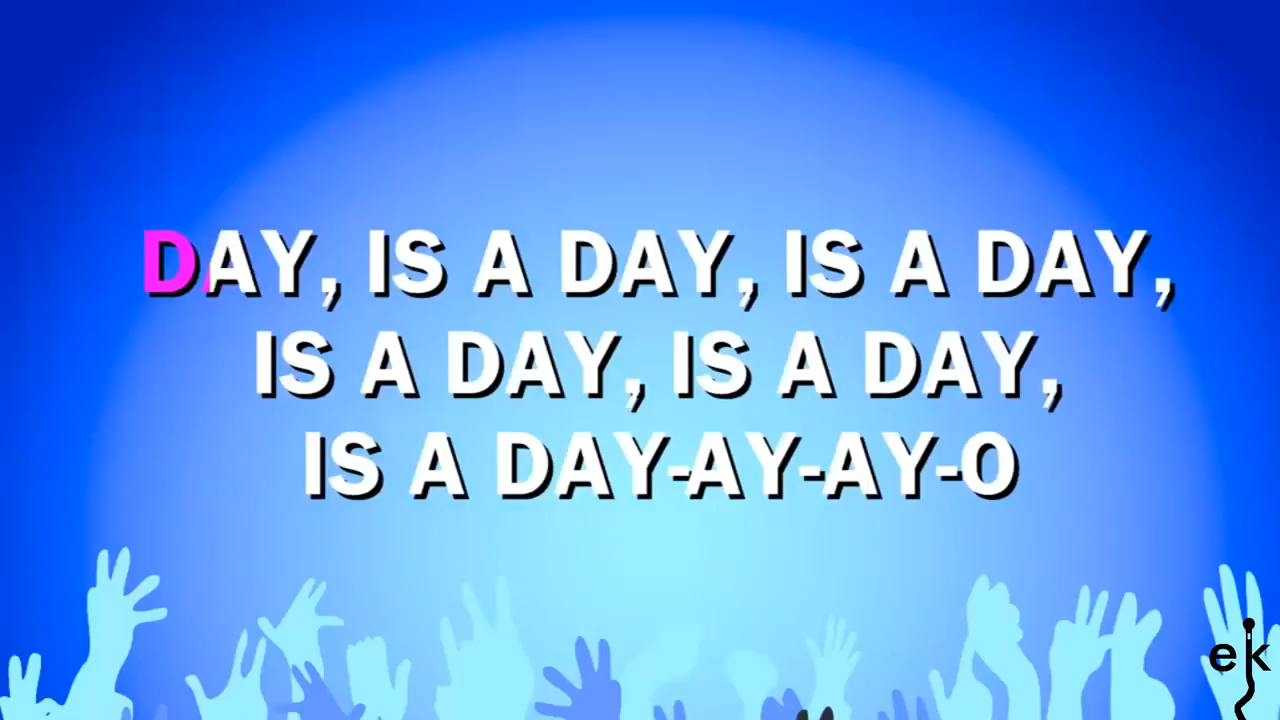 DAY, IS A DAY, IS A DAY,
IS A DAY, IS A DAY,
IS A DAY-AY-AY-O
ek